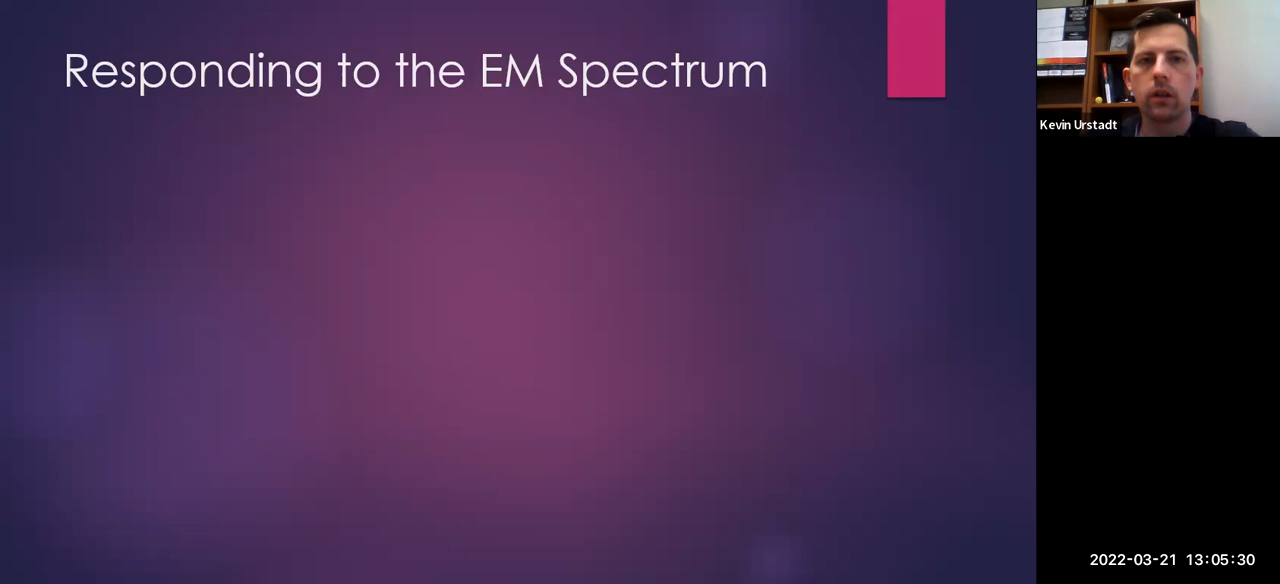 Responding to the EM Spectrum
Kevin Urstadt
2022-03-21 13:05:30